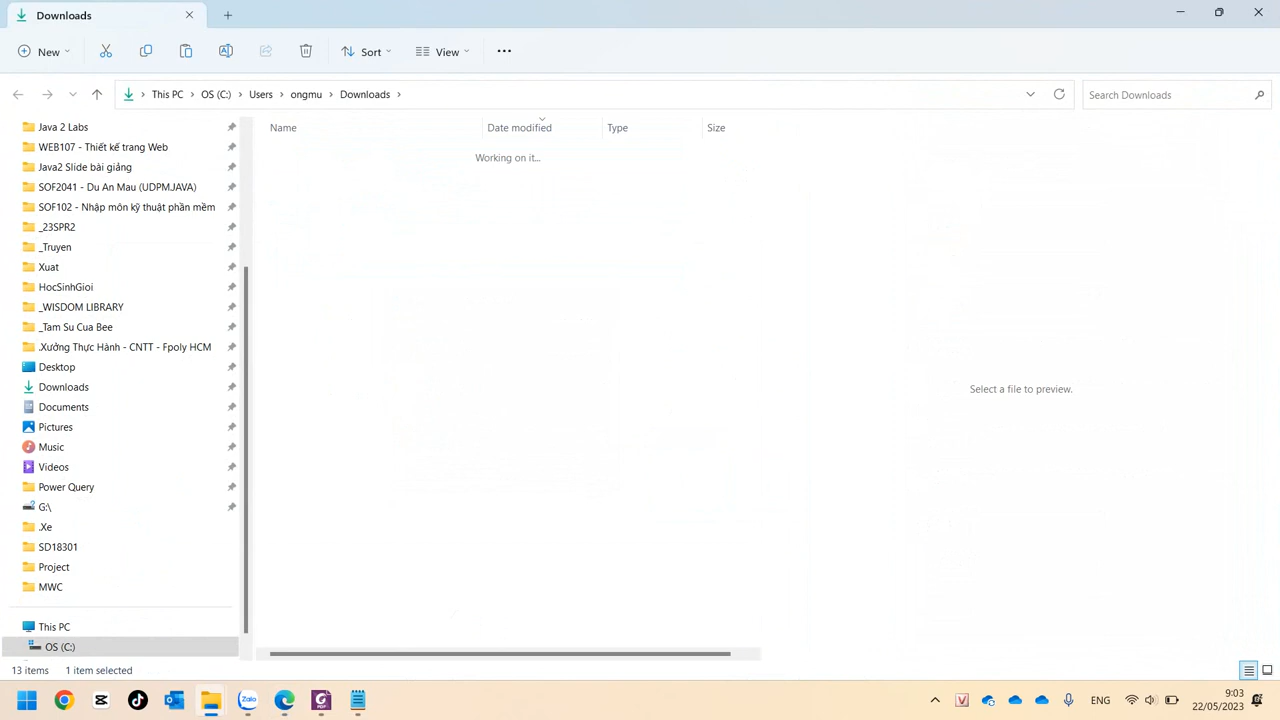 Downloads
New
Sort
View
This PC
OS (C:)
Users
ongmu
Downloads
Search Downloads
Name
Date modified
Type
Size
Working on it...
Select a file to preview.
Java 2 Labs
WEB107 - Thiết kế trang Web
Java2 Slide bài giảng
SOF2041 - Du An Mau (UDPM.JAVA)
SOF102 - Nhập môn kỹ thuật phần mềm
_23SPR2
_Truyen
Xuat
HocSinhGioi
_WISDOM LIBRARY
_Tam Su Cua Bee
.Xưởng Thực Hành - CNTT - Fpoly HCM
Desktop
Downloads
Documents
Pictures
Music
Videos
Power Query
G:\
.Xe
SD18301
Project
MWC
This PC
OS (C:)
13 items
1 item selected
Zalo
PDF
V
ENG
9:03
22/05/2023